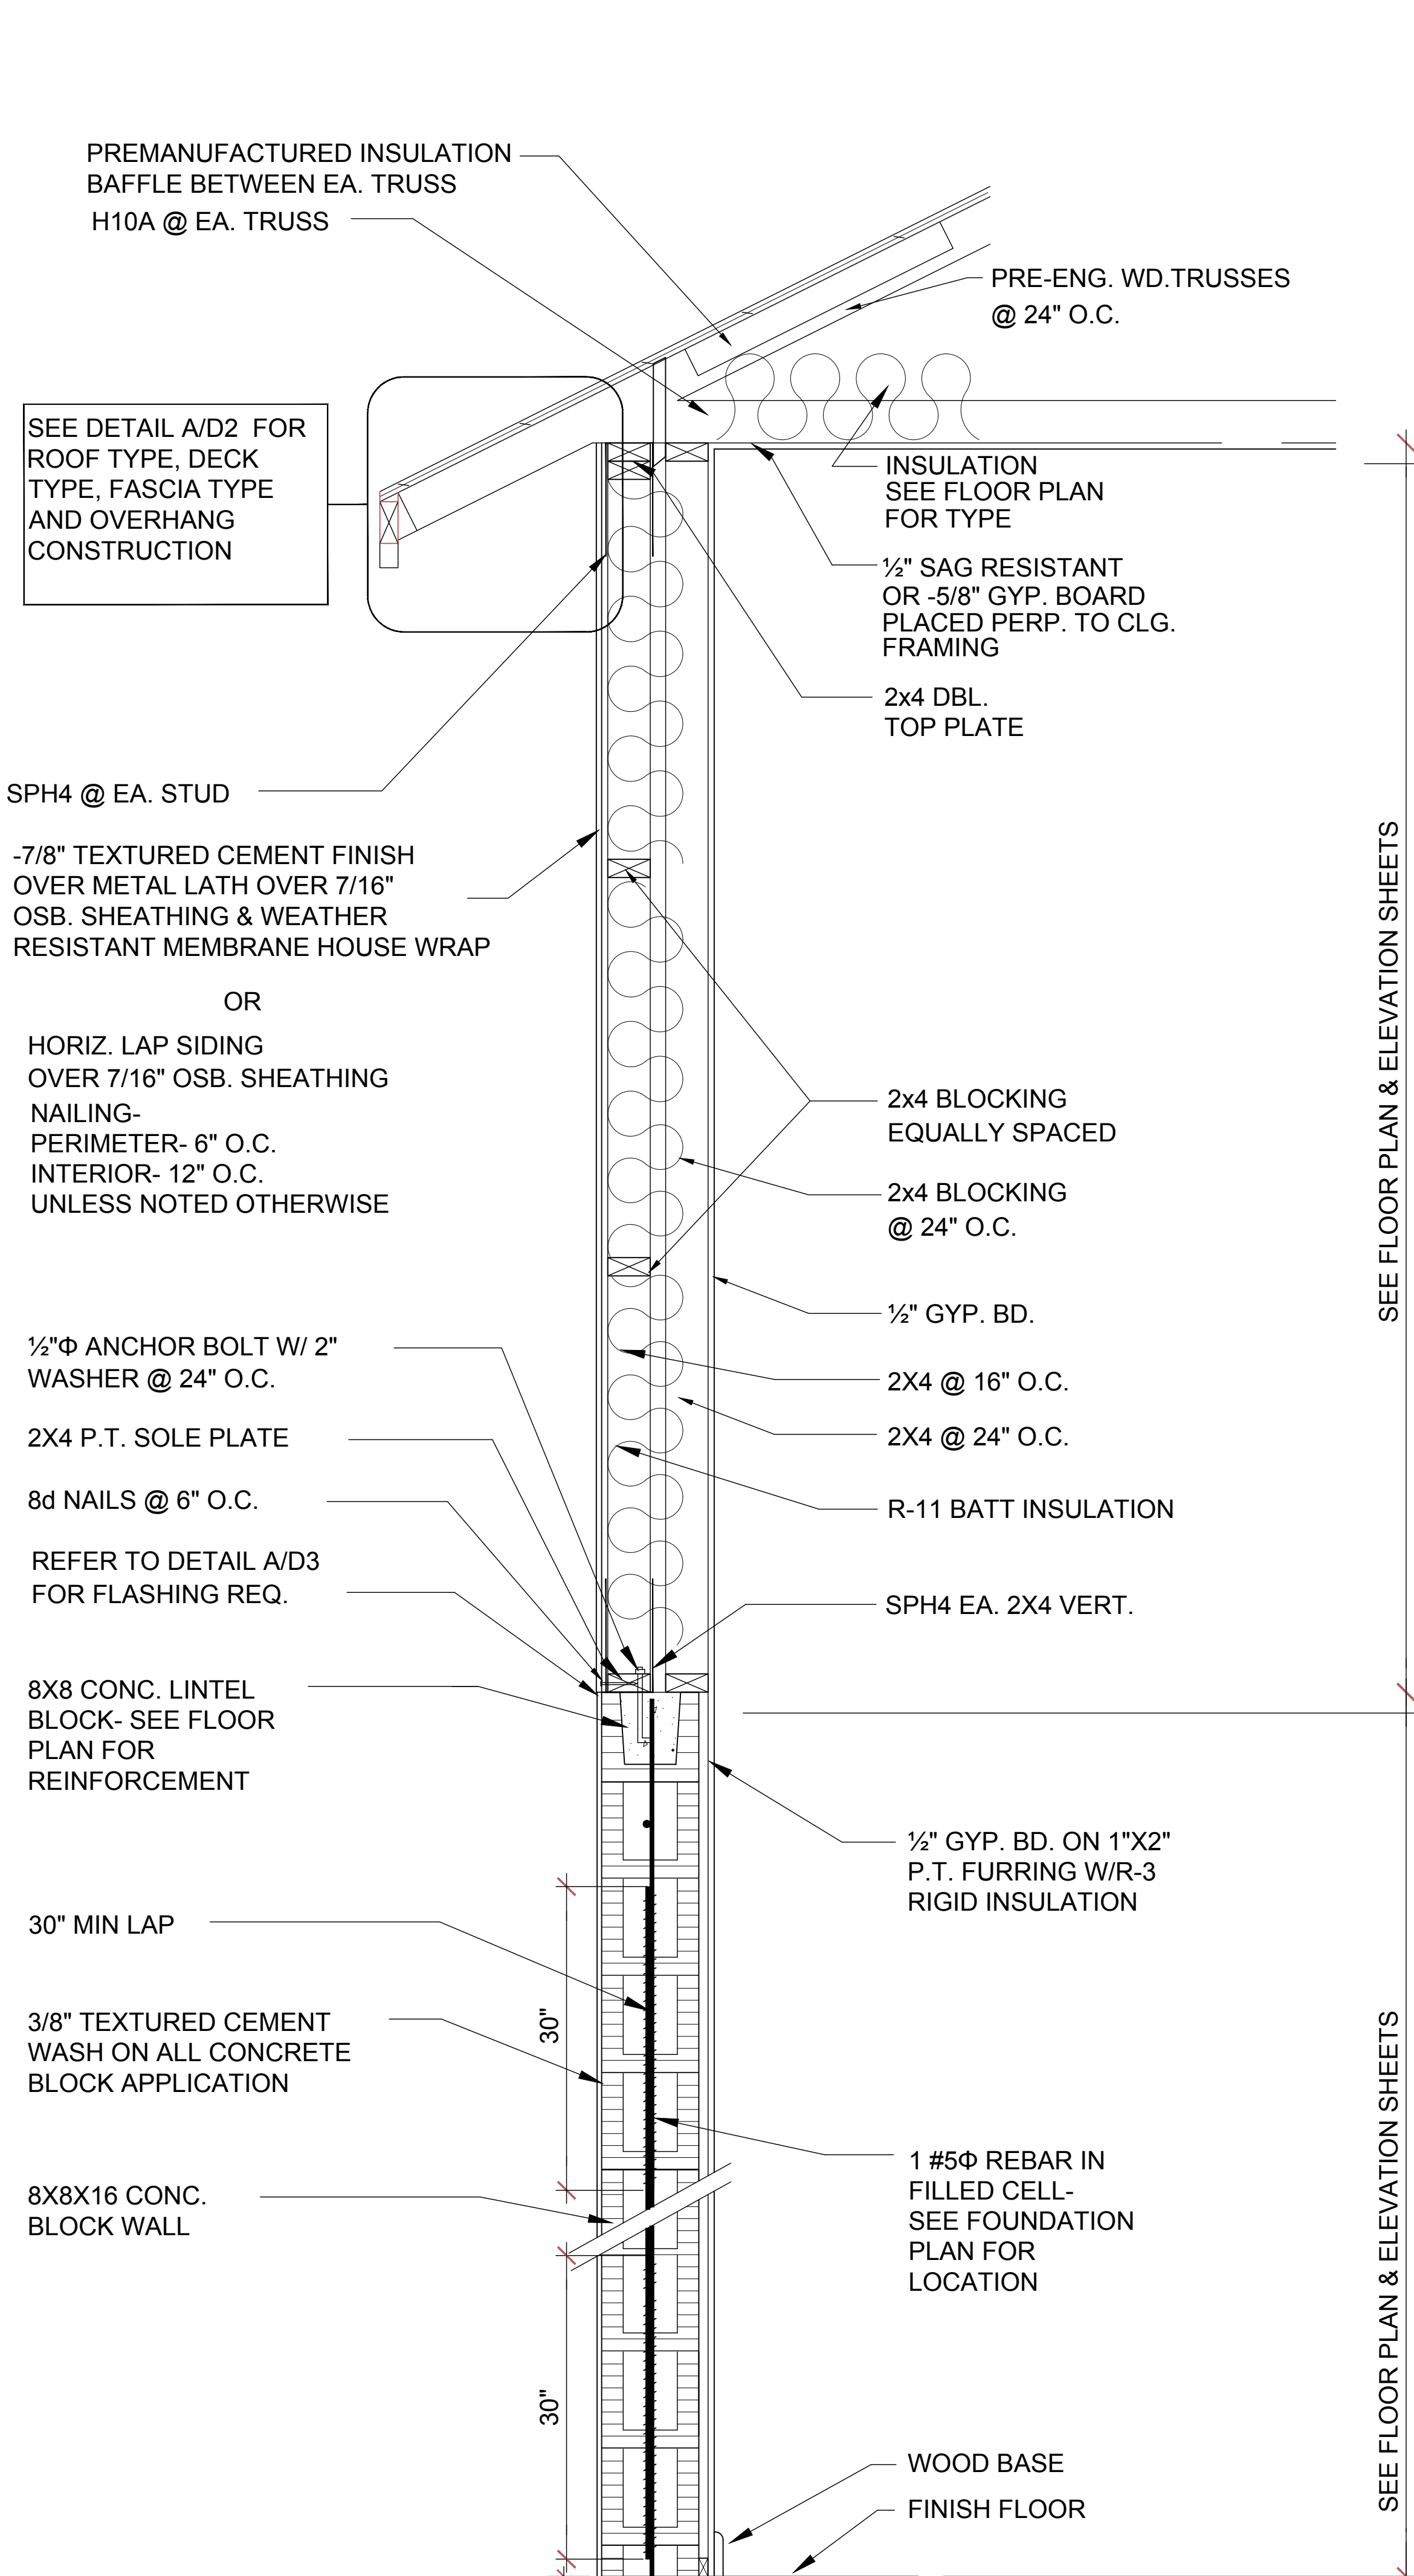 PREMANUFACTURED INSULATION
BAFFLE BETWEEN EA. TRUSS
H10A @ EA. TRUSS
PRE-ENG. WD.TRUSSES
@ 24" O.C.
SEE DETAIL A/D2 FOR
ROOF TYPE, DECK
TYPE, FASCIA TYPE
AND OVERHANG
CONSTRUCTION
INSULATION
SEE FLOOR PLAN
FOR TYPE
½" SAG RESISTANT
OR -5/8" GYP. BOARD
PLACED PERP. TO CLG.
FRAMING
2x4 DBL.
TOP PLATE
SPH4 @ EA. STUD
-7/8" TEXTURED CEMENT FINISH
OVER METAL LATH OVER 7/16"
OSB. SHEATHING & WEATHER
RESISTANT MEMBRANE HOUSE WRAP
OR
HORIZ. LAP SIDING
OVER 7/16" OSB. SHEATHING
NAILING-
PERIMETER- 6" O.C.
INTERIOR- 12" O.C.
UNLESS NOTED OTHERWISE
SEE FLOOR PLAN & ELEVATION SHEETS
2x4 BLOCKING
EQUALLY SPACED
2x4 BLOCKING
@ 24" O.C.
½" GYP. BD.
2X4 @ 16" O.C.
2X4 @ 24" O.C.
R-11 BATT INSULATION
SPH4 EA. 2X4 VERT.
½"Φ ANCHOR BOLT W/ 2"
WASHER @ 24" O.C.
2X4 P.T. SOLE PLATE
8d NAILS @ 6" O.C.
REFER TO DETAIL A/D3
FOR FLASHING REQ.
8X8 CONC. LINTEL
BLOCK- SEE FLOOR
PLAN FOR
REINFORCEMENT
½" GYP. BD. ON 1"X2"
P.T. FURRING W/R-3
RIGID INSULATION
30" MIN LAP
30"
3/8" TEXTURED CEMENT
WASH ON ALL CONCRETE
BLOCK APPLICATION
8X8X16 CONC.
BLOCK WALL
1 #5Φ REBAR IN
FILLED CELL-
SEE FOUNDATION
PLAN FOR
LOCATION
SEE FLOOR PLAN & ELEVATION SHEETS
30"
WOOD BASE
FINISH FLOOR